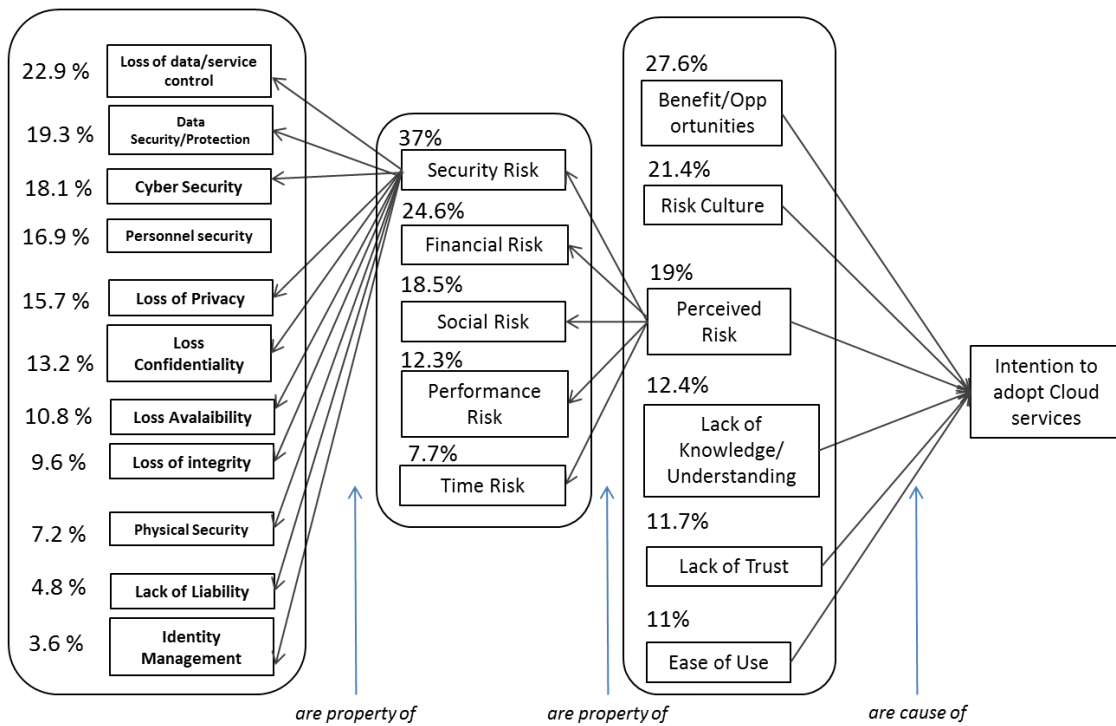 22.9 %
Loss of data/service
control
19.3 %
Data
Security/Protection
18.1 %
Cyber Security
16.9 %
Personnel security
15.7 %
Loss of Privacy
13.2 %
Loss
Confidentiality
10.8 %
Loss Avalaibility
9.6 %
Loss of integrity
7.2 %
Physical Security
4.8 %
Lack of Liability
3.6 %
Identity
Management
37%
Security Risk
24.6%
Financial Risk
18.5%
Social Risk
12.3%
Performance
Risk
7.7%
Time Risk
27.6%
Benefit/Opp
ortunities
21.4%
Risk Culture
19%
Perceived
Risk
12.4%
Lack of
Knowledge/
Understanding
11.7%
Lack of Trust
11%
Ease of Use
Intention to
adopt Cloud
services
are property of
are property of
are cause of